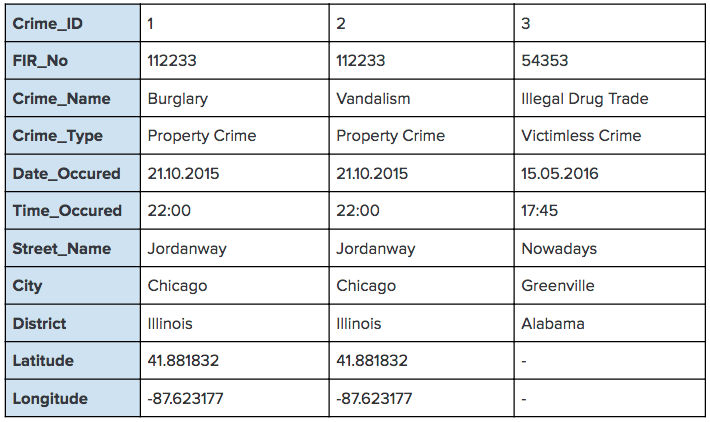 Crime_ID 1 2 3
FIR_No 112233 112233 54353
Crime_Name Burglary Vandalism Illegal Drug Trade
Crime_Type Property Crime Property Crime Victimless Crime
Date_Occured 21.10.2015 21.10.2015 15.05.2016
Time_Occured 22:00 22:00 17:45
Street_Name Jordanway Jordanway Nowadays
City Chicago Chicago Greenville
District Illinois Illinois Alabama
Latitude 41.881832 41.881832 -
Longitude -87.623177 -87.623177 -